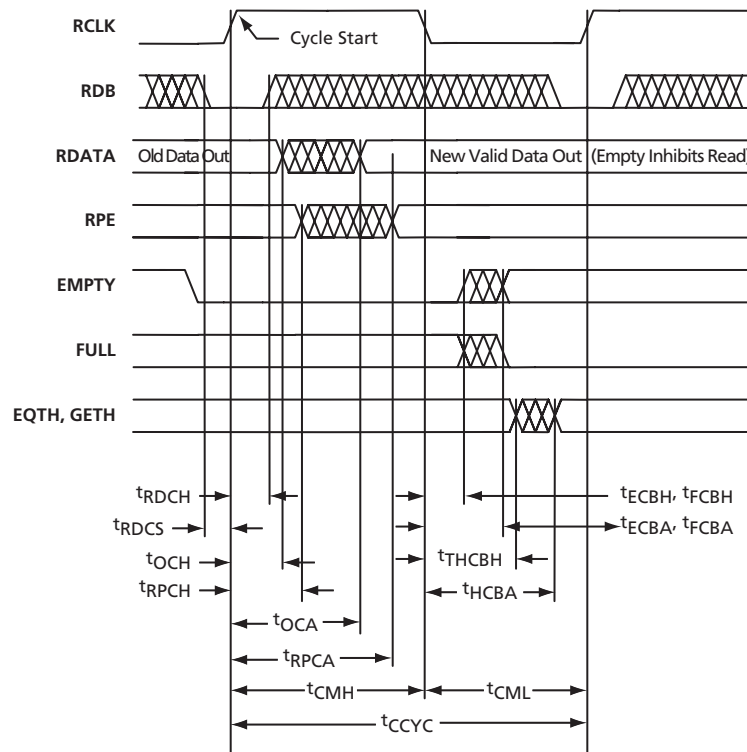 RCLK
Cycle Start
RDB
RDATA
Old Data Out
New Valid Data Out
(Empty Inhibits Read)
RPE
EMPTY
FULL
EQTH, GETH
tRDCH
tECBH, tFCBH
tRDCS
tECBA, tFCBA
tOCH
tTHCBH
tRPCH
tHCBA
tOCA
tRPCA
tCMH
tCML
tCCYC